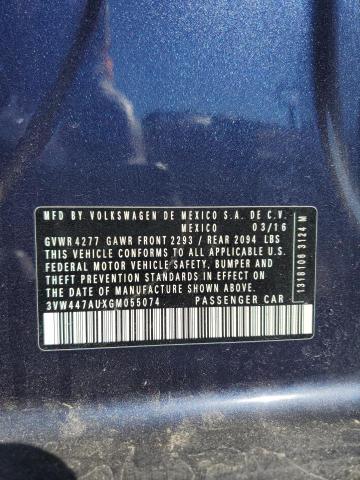 MFD BY VOLKSWAGEN DE MEXICO S.A. DE C.V.
MEXICO 03/16
GVWR 4277 GAWR FRONT 2293 / REAR 2094 LBS
THIS VEHICLE CONFORMS TO ALL APPLICABLE U.S.
FEDERAL MOTOR VEHICLE SAFETY, BUMPER AND
THEFT PREVENTION STANDARDS IN EFFECT ON THE
DATE OF MANUFACTURE SHOWN ABOVE.
3VW447AUXGM055074 PASSENGER CAR
1318106 3124 M